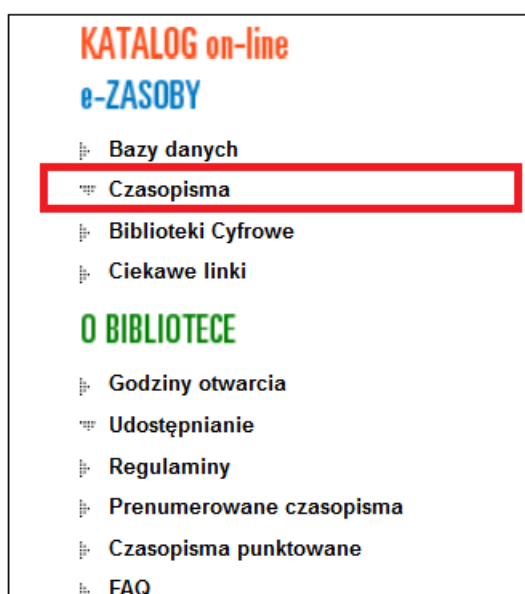 KATALOG on-line
e-ZASOBY
Bazy danych
Czasopisma
Biblioteki Cyfrowe
Ciekawe linki
O BIBLIOTECE
Godziny otwarcia
Udostępnianie
Regulaminy
Prenumerowane czasopisma
Czasopisma punktowane
FAQ